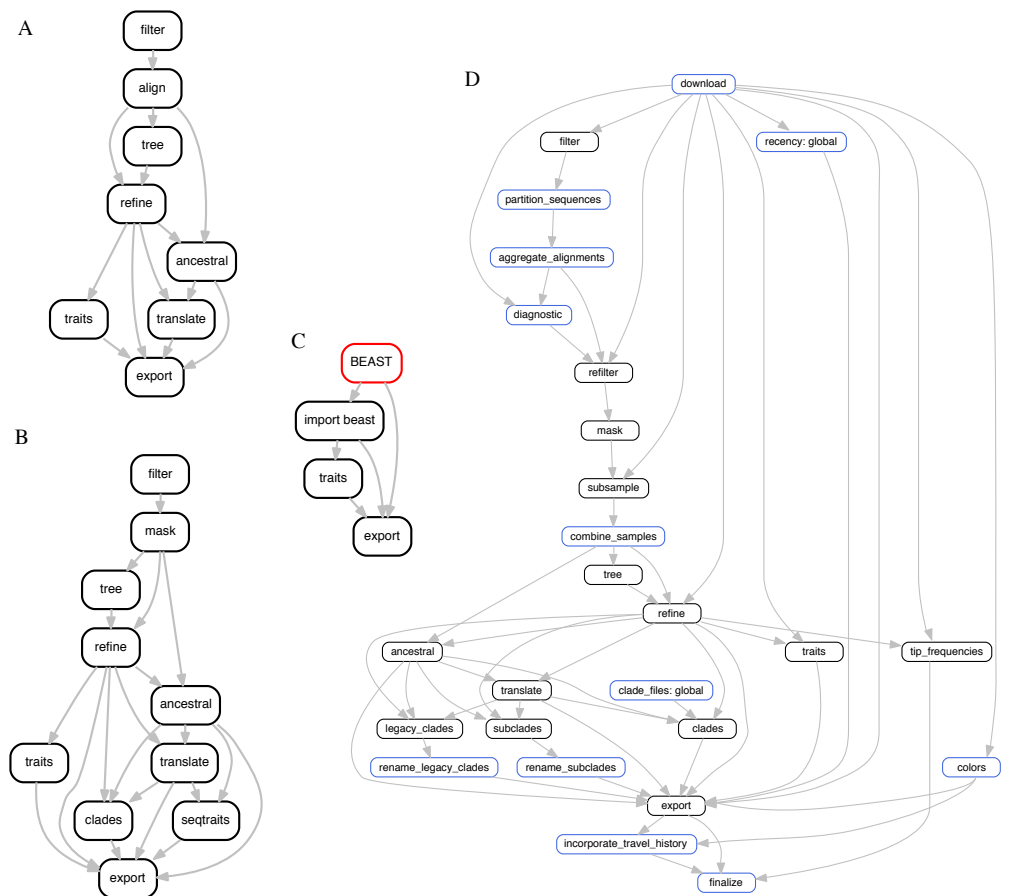 A
filter
align
tree
refine
ancestral
traits
translate
export
B
filter
mask
tree
refine
ancestral
traits
translate
clades
seqtraits
export
C
BEAST
import beast
traits
export
D
download
filter
recency: global
partition_sequences
aggregate_alignments
diagnostic
refilter
mask
subsample
combine_samples
tree
refine
ancestral
traits
tip_frequencies
translate
clade_files: global
legacy_clades
subclades
clades
rename_legacy_clades
rename_subclades
colors
export
incorporate_travel_history
finalize